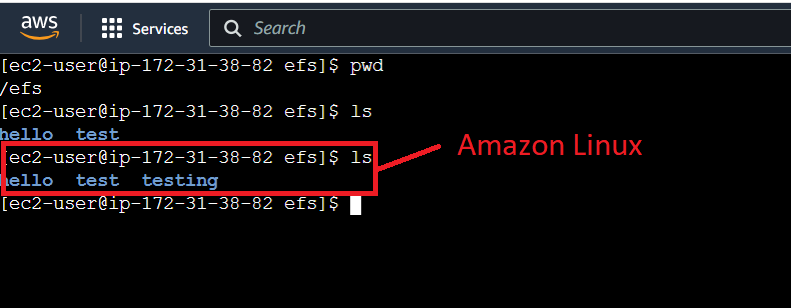 aws Services Search
[ec2-user@ip-172-31-38-82 efs]$ pwd
/efs
[ec2-user@ip-172-31-38-82 efs]$ ls
hello test
[ec2-user@ip-172-31-38-82 efs]$ ls
hello test testing
[ec2-user@ip-172-31-38-82 efs]$
Amazon Linux